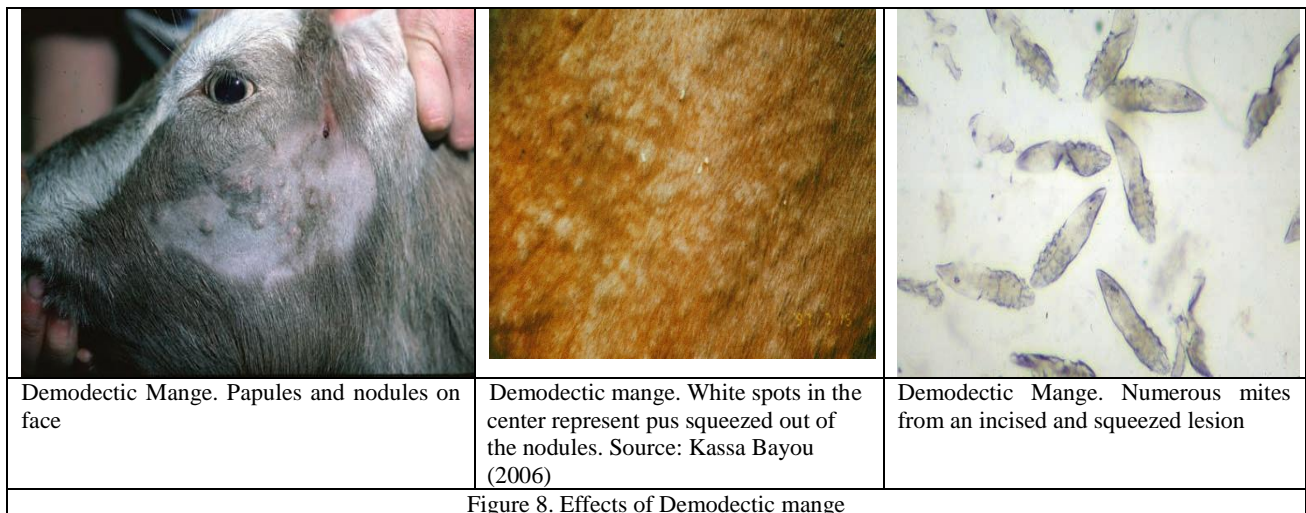 Demodectic Mange. Papules and nodules on
face
Demodectic mange. White spots in the
center represent pus squeezed out of
the nodules. Source: Kassa Bayou
(2006)
Demodectic Mange. Numerous mites
from an incised and squeezed lesion
Figure 8. Effects of Demodectic mange